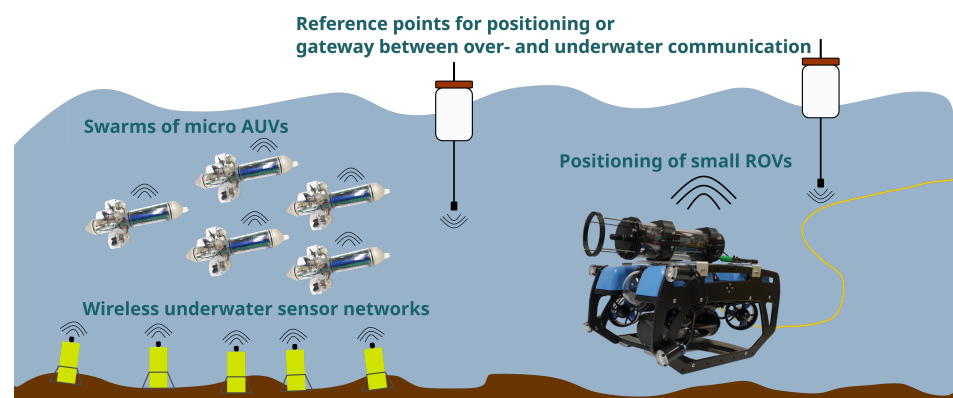 Reference points for positioning or
gateway between over- and underwater communication
Swarms of micro AUVs
Positioning of small ROVs
Wireless underwater sensor networks